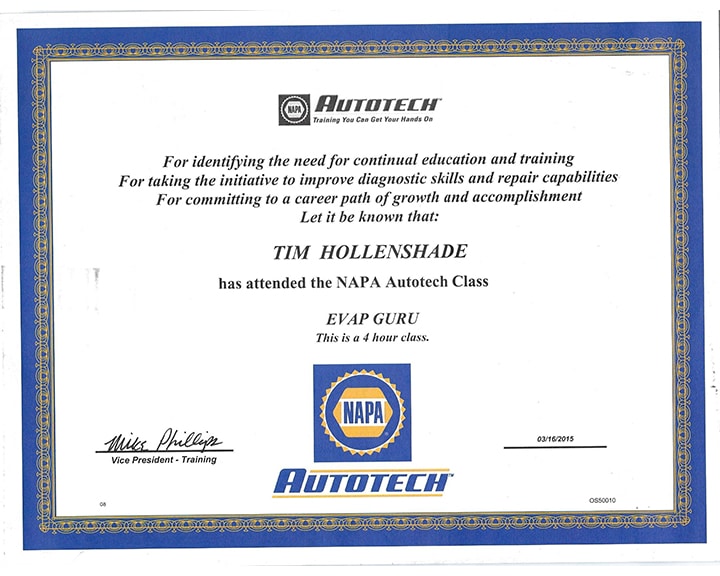 NAPA AUTOTECH
Training You Can Get Your Hands On
For identifying the need for continual education and training
For taking the initiative to improve diagnostic skills and repair capabilities
For committing to a career path of growth and accomplishment
Let it be known that:
TIM HOLLENSHADE
has attended the NAPA Autotech Class
EVAP GURU
This is a 4 hour class.
NAPA
Mike Phillips
03/16/2015
Vice President - Training
AUTOTECH™
08
OS50010